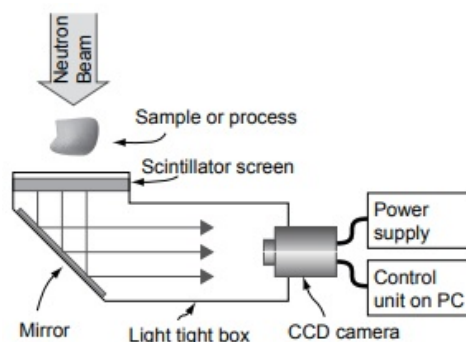 Neutron
Beam
Sample or process
Scintillator screen
Power
supply
Control
unit on PC
Mirror
Light tight box
CCD camera